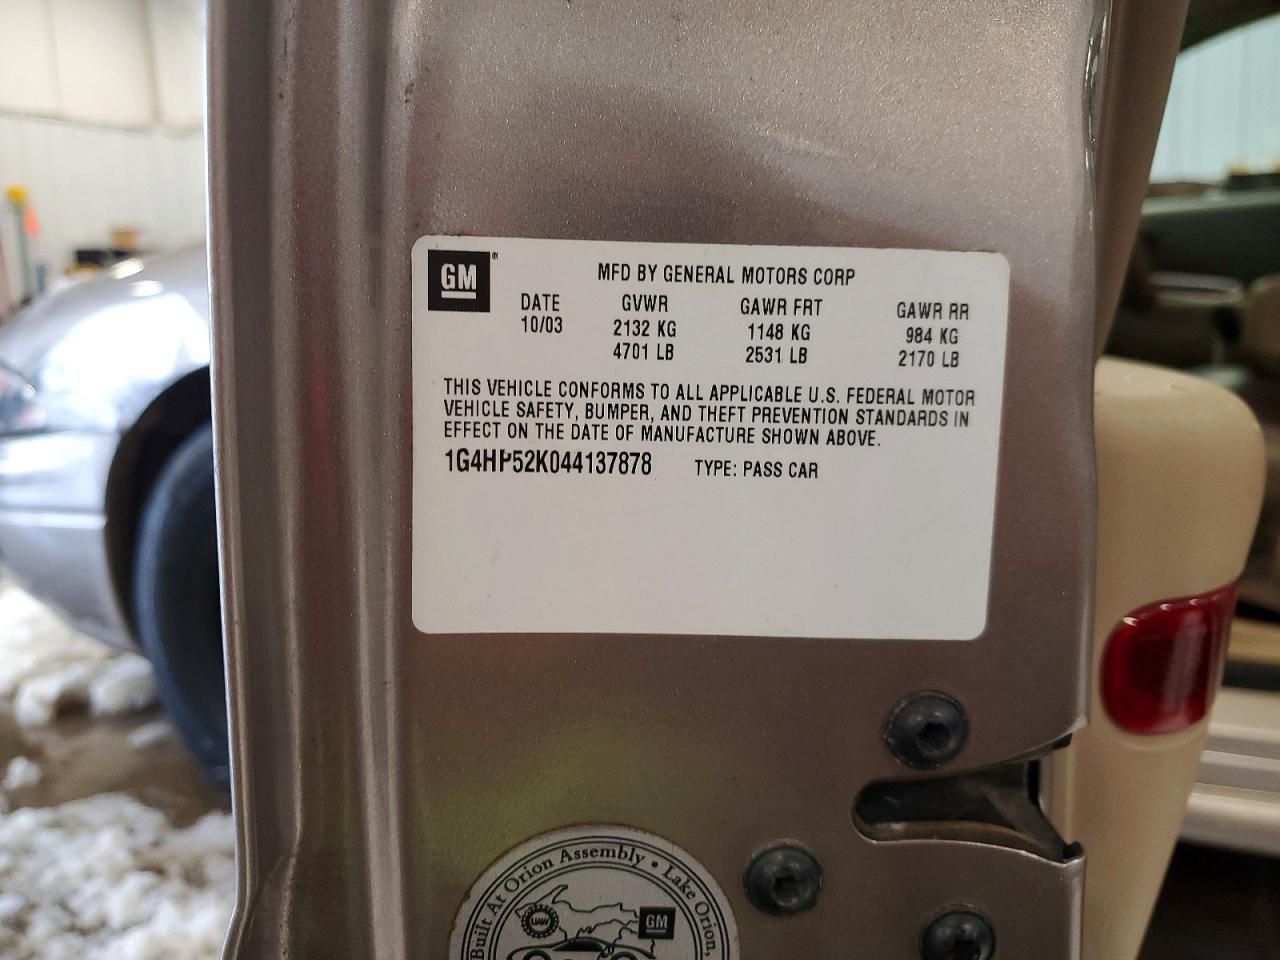 GM
MFD BY GENERAL MOTORS CORP
DATE GVWR GAWR FRT GAWR RR
10/03 2132 KG 1148 KG 984 KG
4701 LB 2531 LB 2170 LB
THIS VEHICLE CONFORMS TO ALL APPLICABLE U.S. FEDERAL MOTOR
VEHICLE SAFETY, BUMPER, AND THEFT PREVENTION STANDARDS IN
EFFECT ON THE DATE OF MANUFACTURE SHOWN ABOVE.
1G4HP52K044137878 TYPE: PASS CAR
Built At Orion Assembly • Lake Orion,
UAW GM